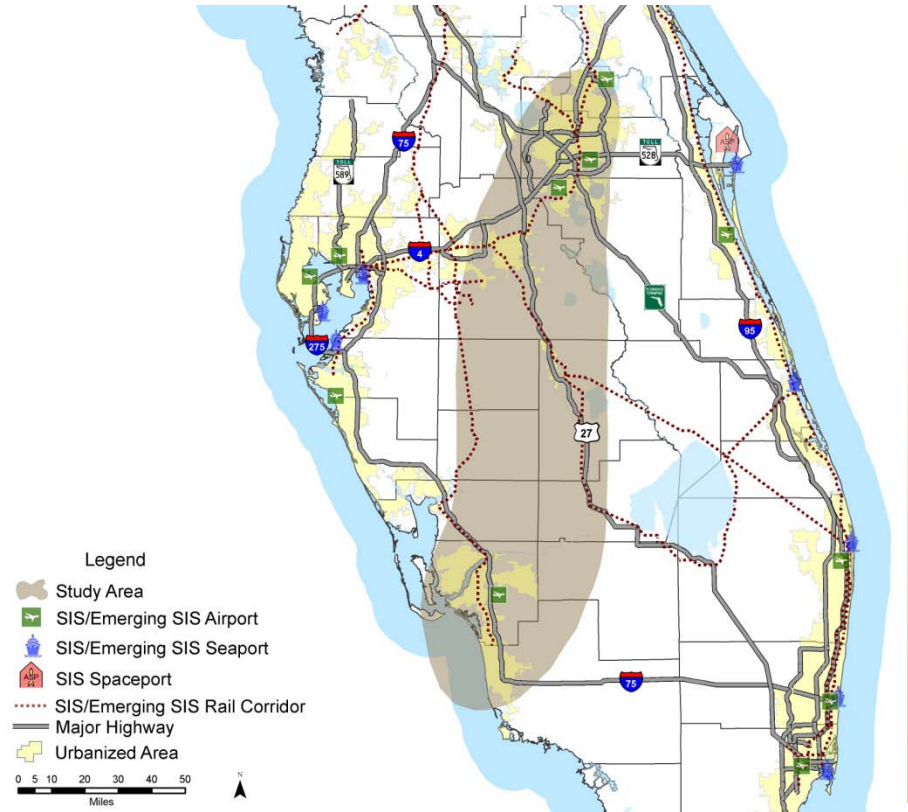 75
TOLL
528
ASP
TOLL
589
4
95
275
27
75
Legend
Study Area
SIS/Emerging SIS Airport
SIS/Emerging SIS Seaport
ASP
SIS Spaceport
SIS/Emerging SIS Rail Corridor
Major Highway
Urbanized Area
0 5 10 20 30 40 50
Miles
N